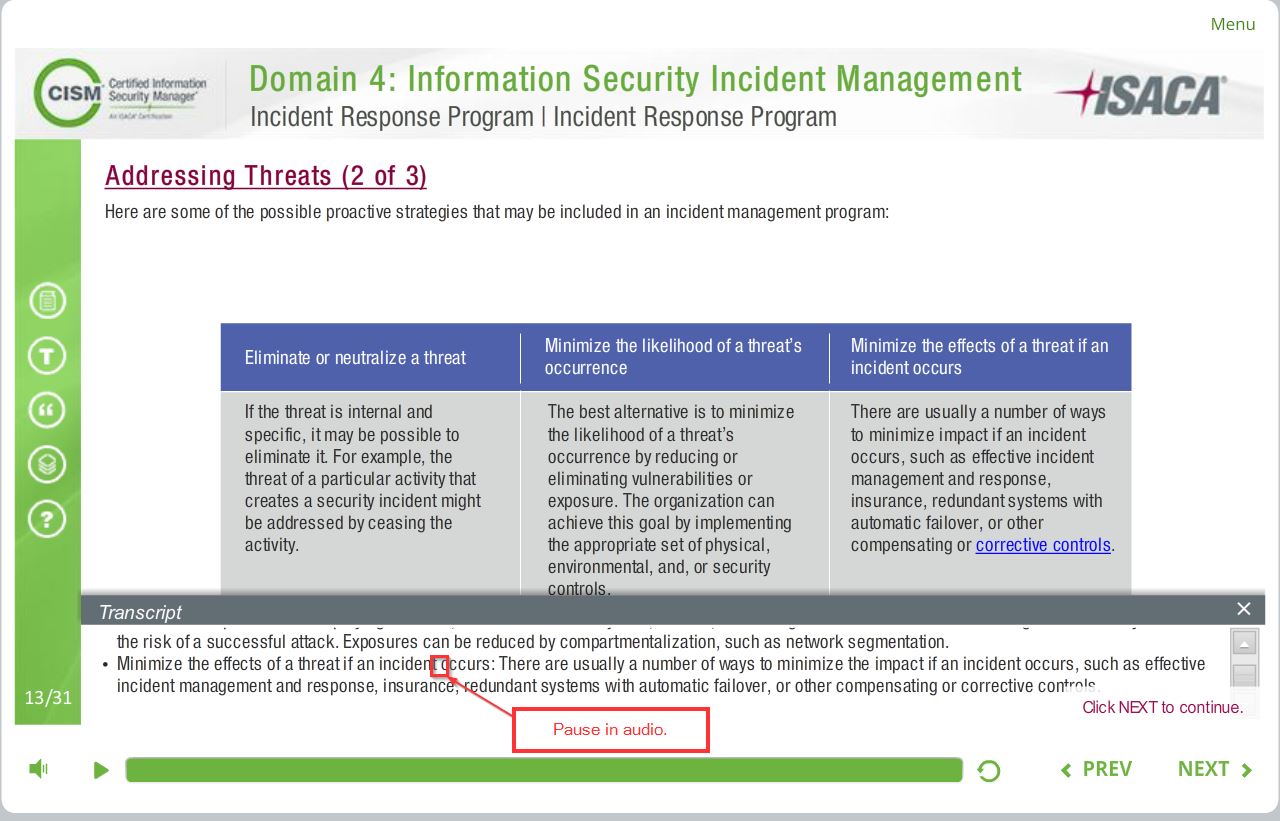 Menu
CISM
Certified Information
Security Manager®
An ISACA® Certification
Domain 4: Information Security Incident Management
Incident Response Program | Incident Response Program
ISACA®
Addressing Threats (2 of 3)
Here are some of the possible proactive strategies that may be included in an incident management program:
Eliminate or neutralize a threat
Minimize the likelihood of a threat's
occurrence
Minimize the effects of a threat if an
incident occurs
If the threat is internal and
specific, it may be possible to
eliminate it. For example, the
threat of a particular activity that
creates a security incident might
be addressed by ceasing the
activity.
The best alternative is to minimize
the likelihood of a threat's
occurrence by reducing or
eliminating vulnerabilities or
exposure. The organization can
achieve this goal by implementing
the appropriate set of physical,
environmental, and, or security
controls.
There are usually a number of ways
to minimize impact if an incident
occurs, such as effective incident
management and response,
insurance, redundant systems with
automatic failover, or other
compensating or corrective controls.
T
“
?
13/31
Transcript
the risk of a successful attack. Exposures can be reduced by compartmentalization, such as network segmentation.
• Minimize the effects of a threat if an incident occurs: There are usually a number of ways to minimize the impact if an incident occurs, such as effective
incident management and response, insurance, redundant systems with automatic failover, or other compensating or corrective controls.
Click NEXT to continue.
Pause in audio.
PREV
NEXT